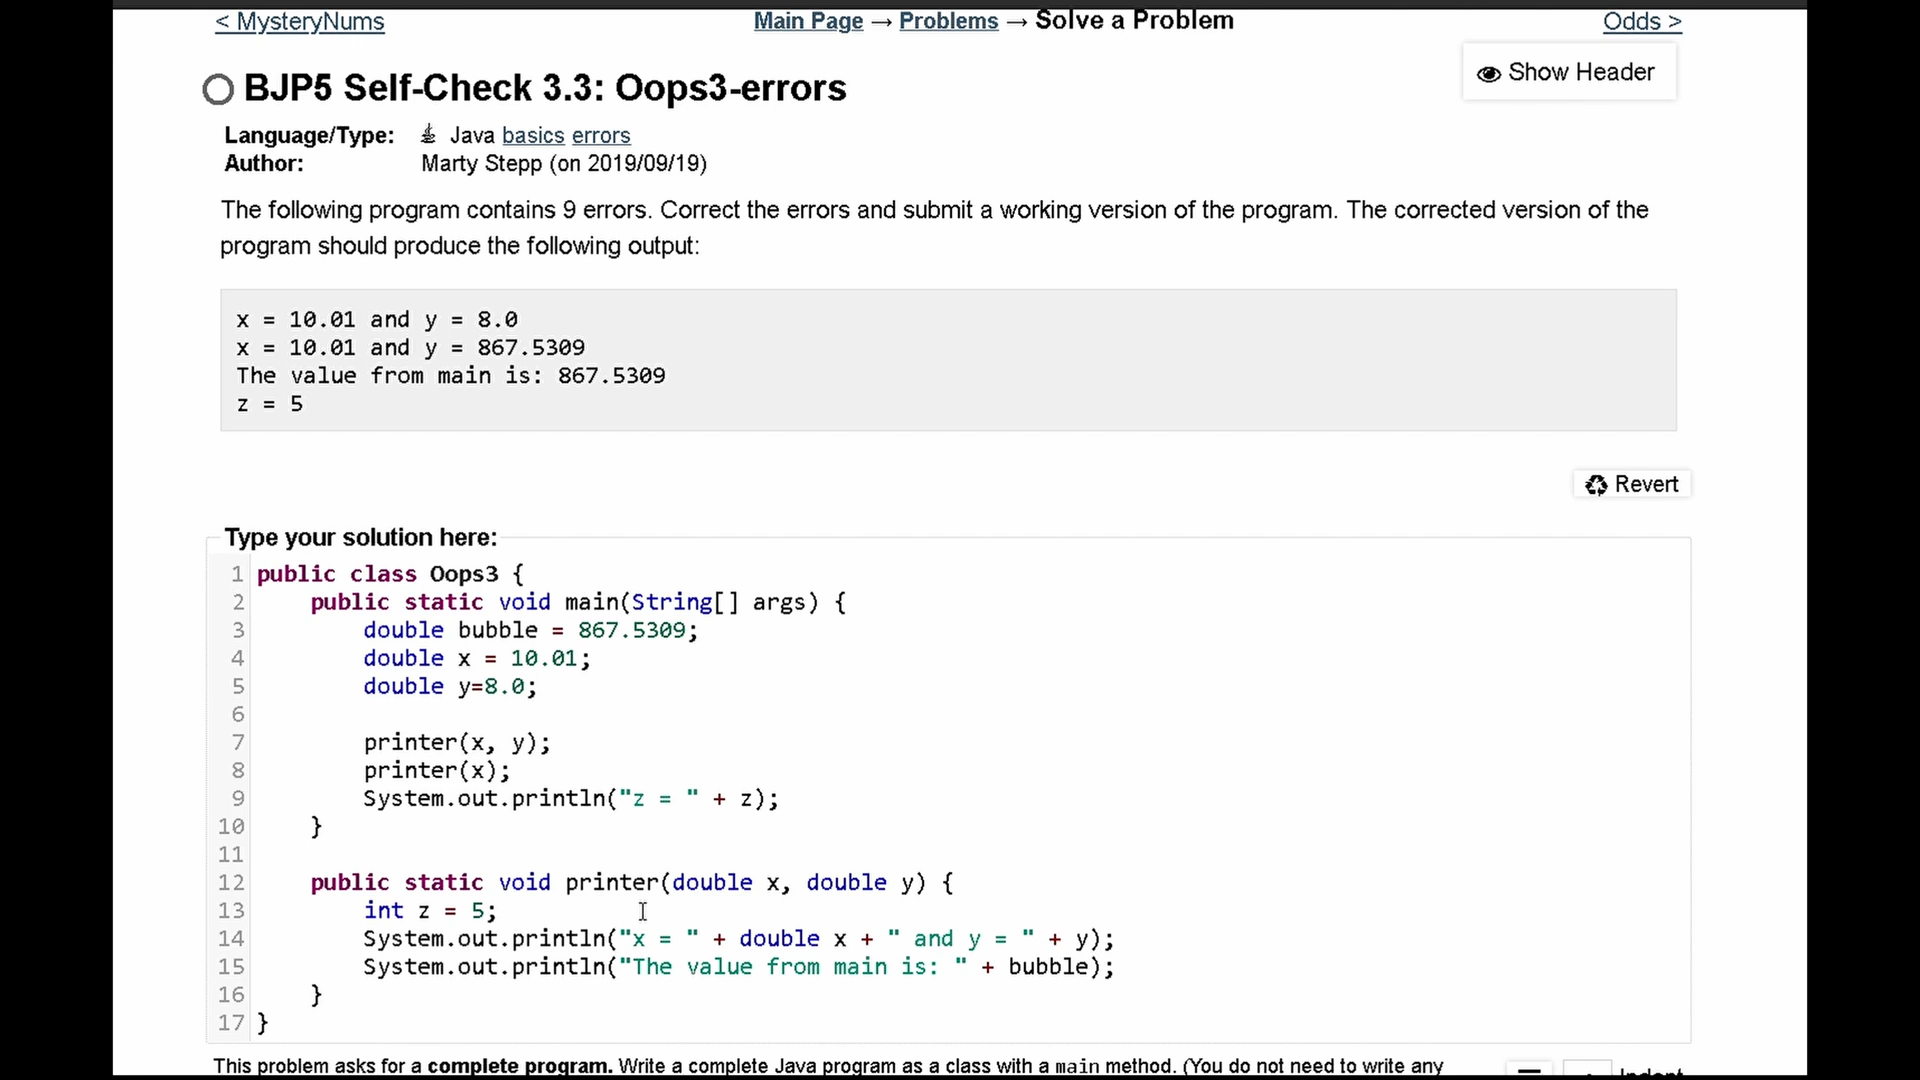 < MysteryNums
Main Page → Problems → Solve a Problem
Odds >
Show Header
BJP5 Self-Check 3.3: Oops3-errors
Language/Type: Java basics errors
Author: Marty Stepp (on 2019/09/19)
The following program contains 9 errors. Correct the errors and submit a working version of the program. The corrected version of the
program should produce the following output:
x = 10.01 and y = 8.0
x = 10.01 and y = 867.5309
The value from main is: 867.5309
z = 5
Revert
Type your solution here:
1 public class Oops3 {
2     public static void main(String[] args) {
3         double bubble = 867.5309;
4         double x = 10.01;
5         double y=8.0;
6
7         printer(x, y);
8         printer(x);
9         System.out.println("z = " + z);
10     }
11
12     public static void printer(double x, double y) {
13         int z = 5;
14         System.out.println("x = " + double x + " and y = " + y);
15         System.out.println("The value from main is: " + bubble);
16     }
17 }
This problem asks for a complete program. Write a complete Java program as a class with a main method. (You do not need to write any
Indent